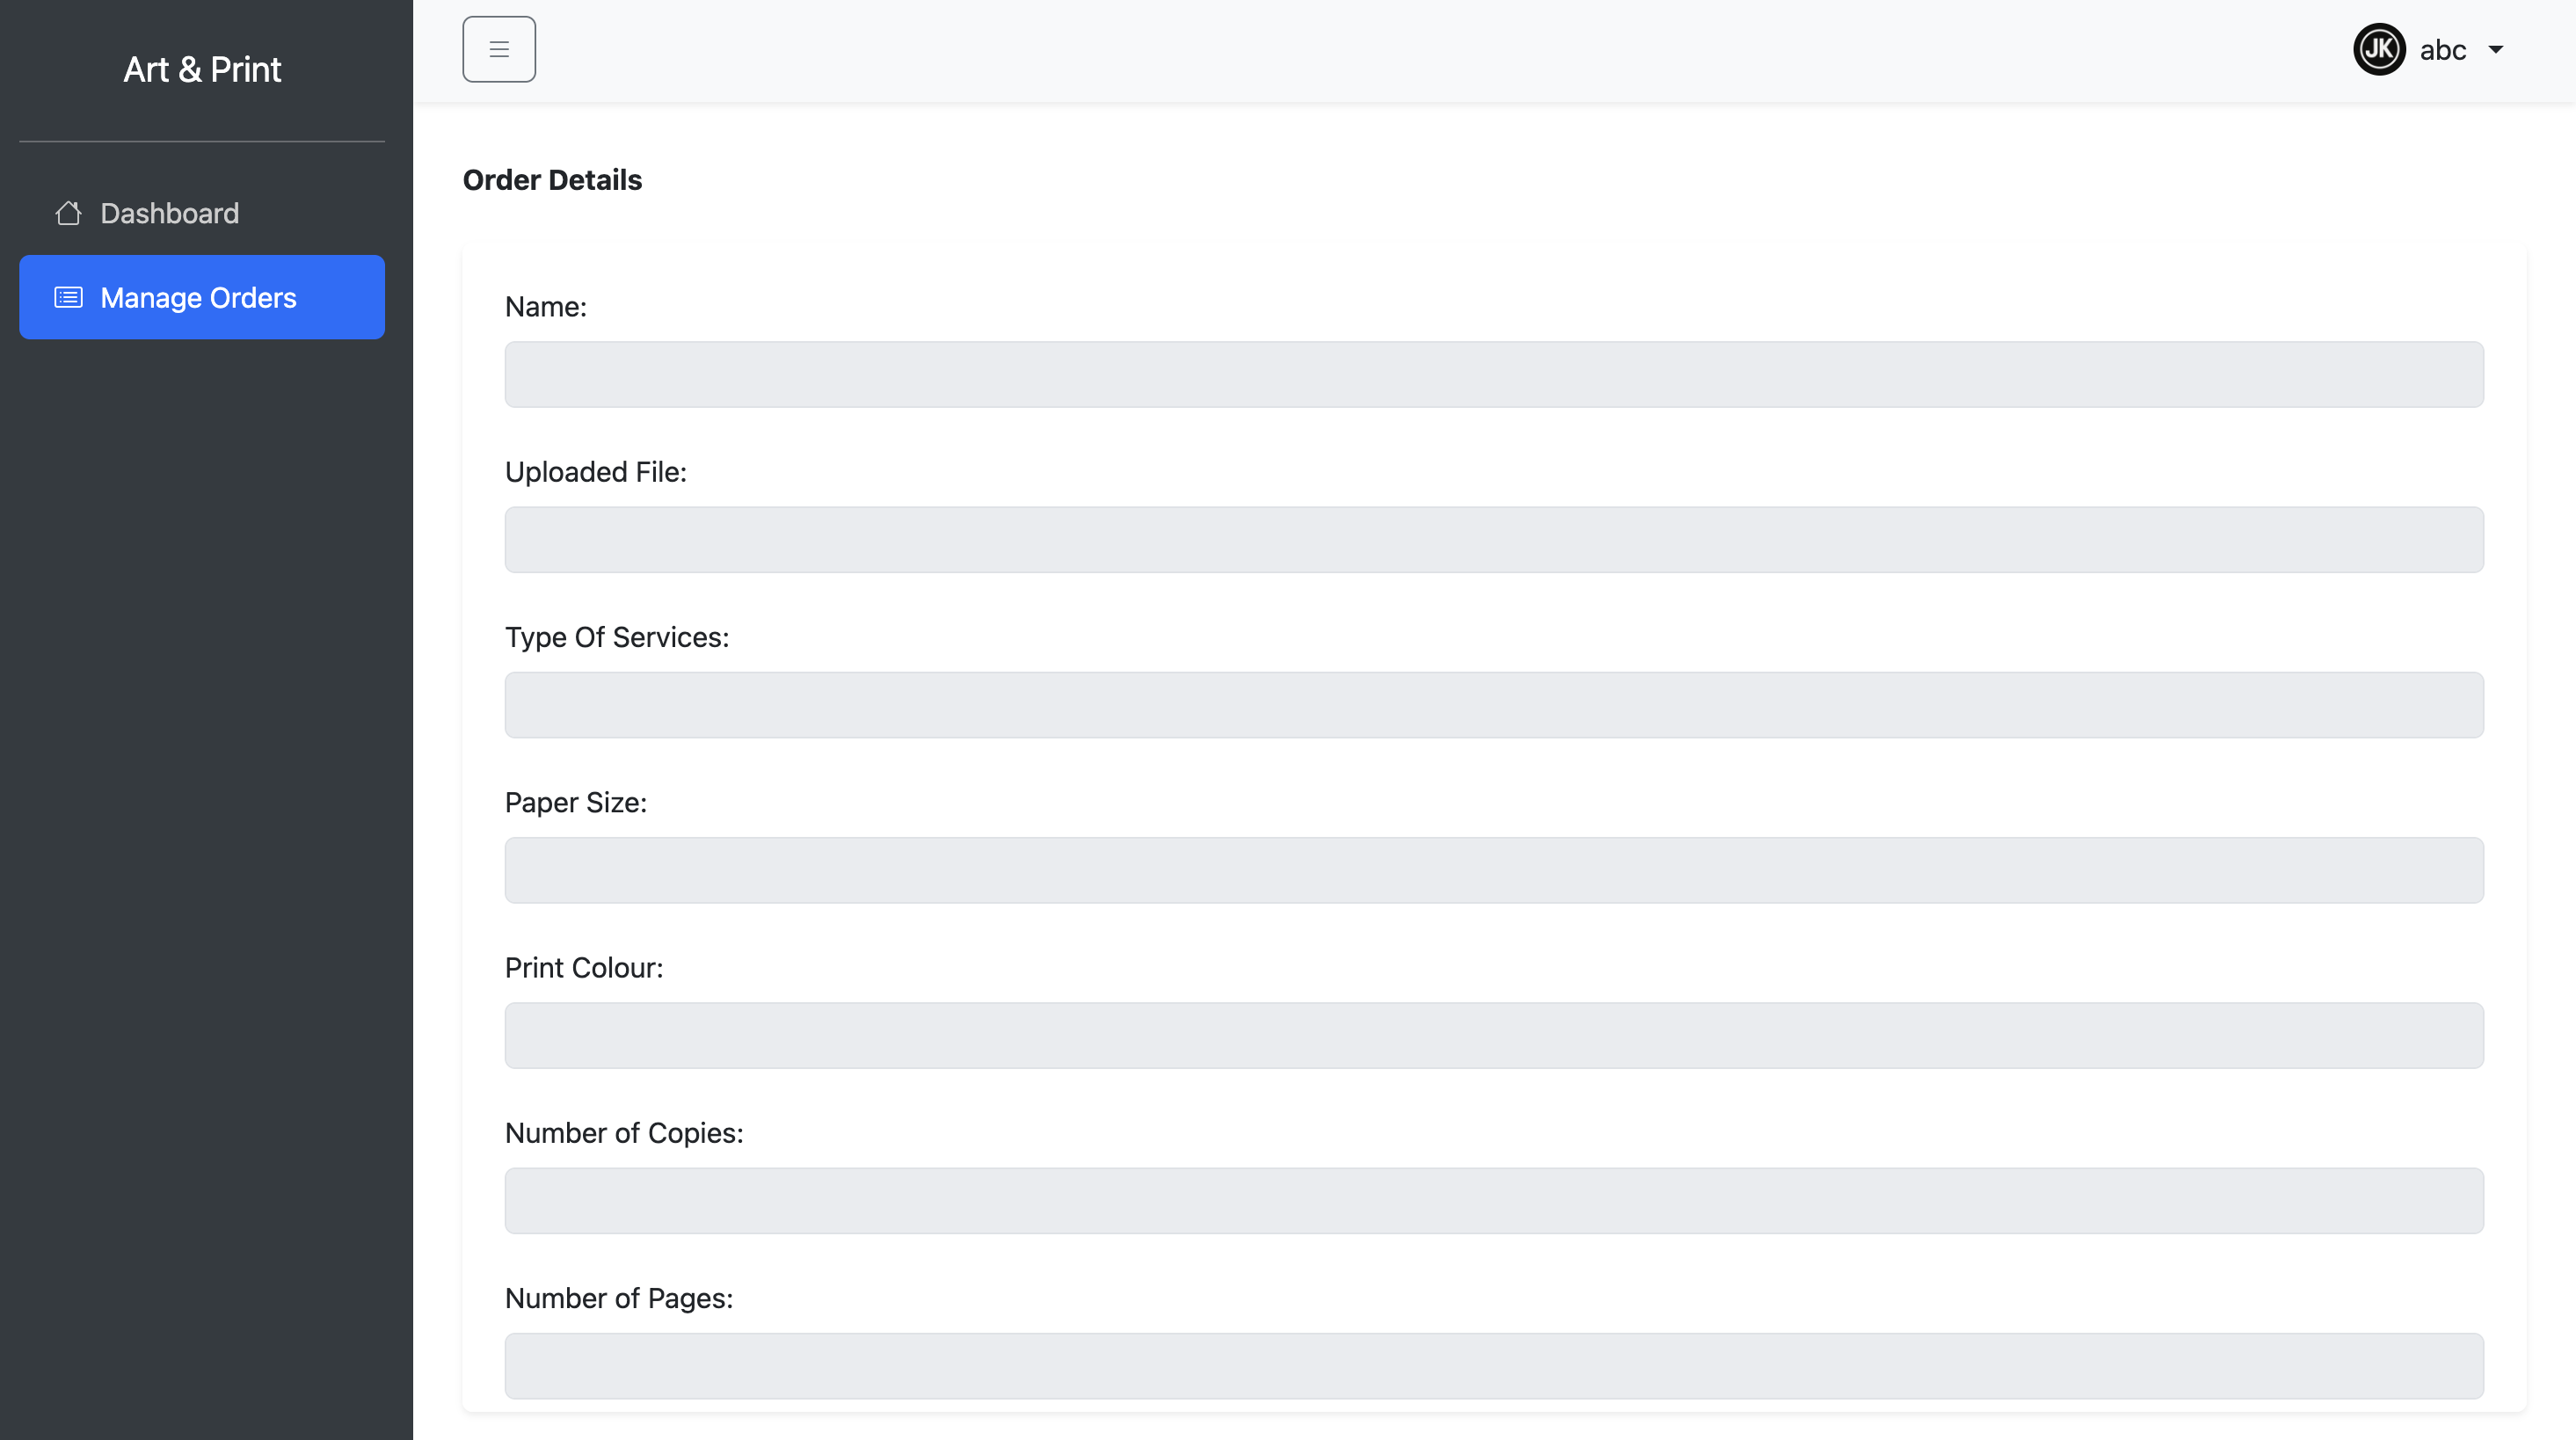 Art & Print
JK
abc
Dashboard
Manage Orders
Order Details
Name:
Uploaded File:
Type Of Services:
Paper Size:
Print Colour:
Number of Copies:
Number of Pages: